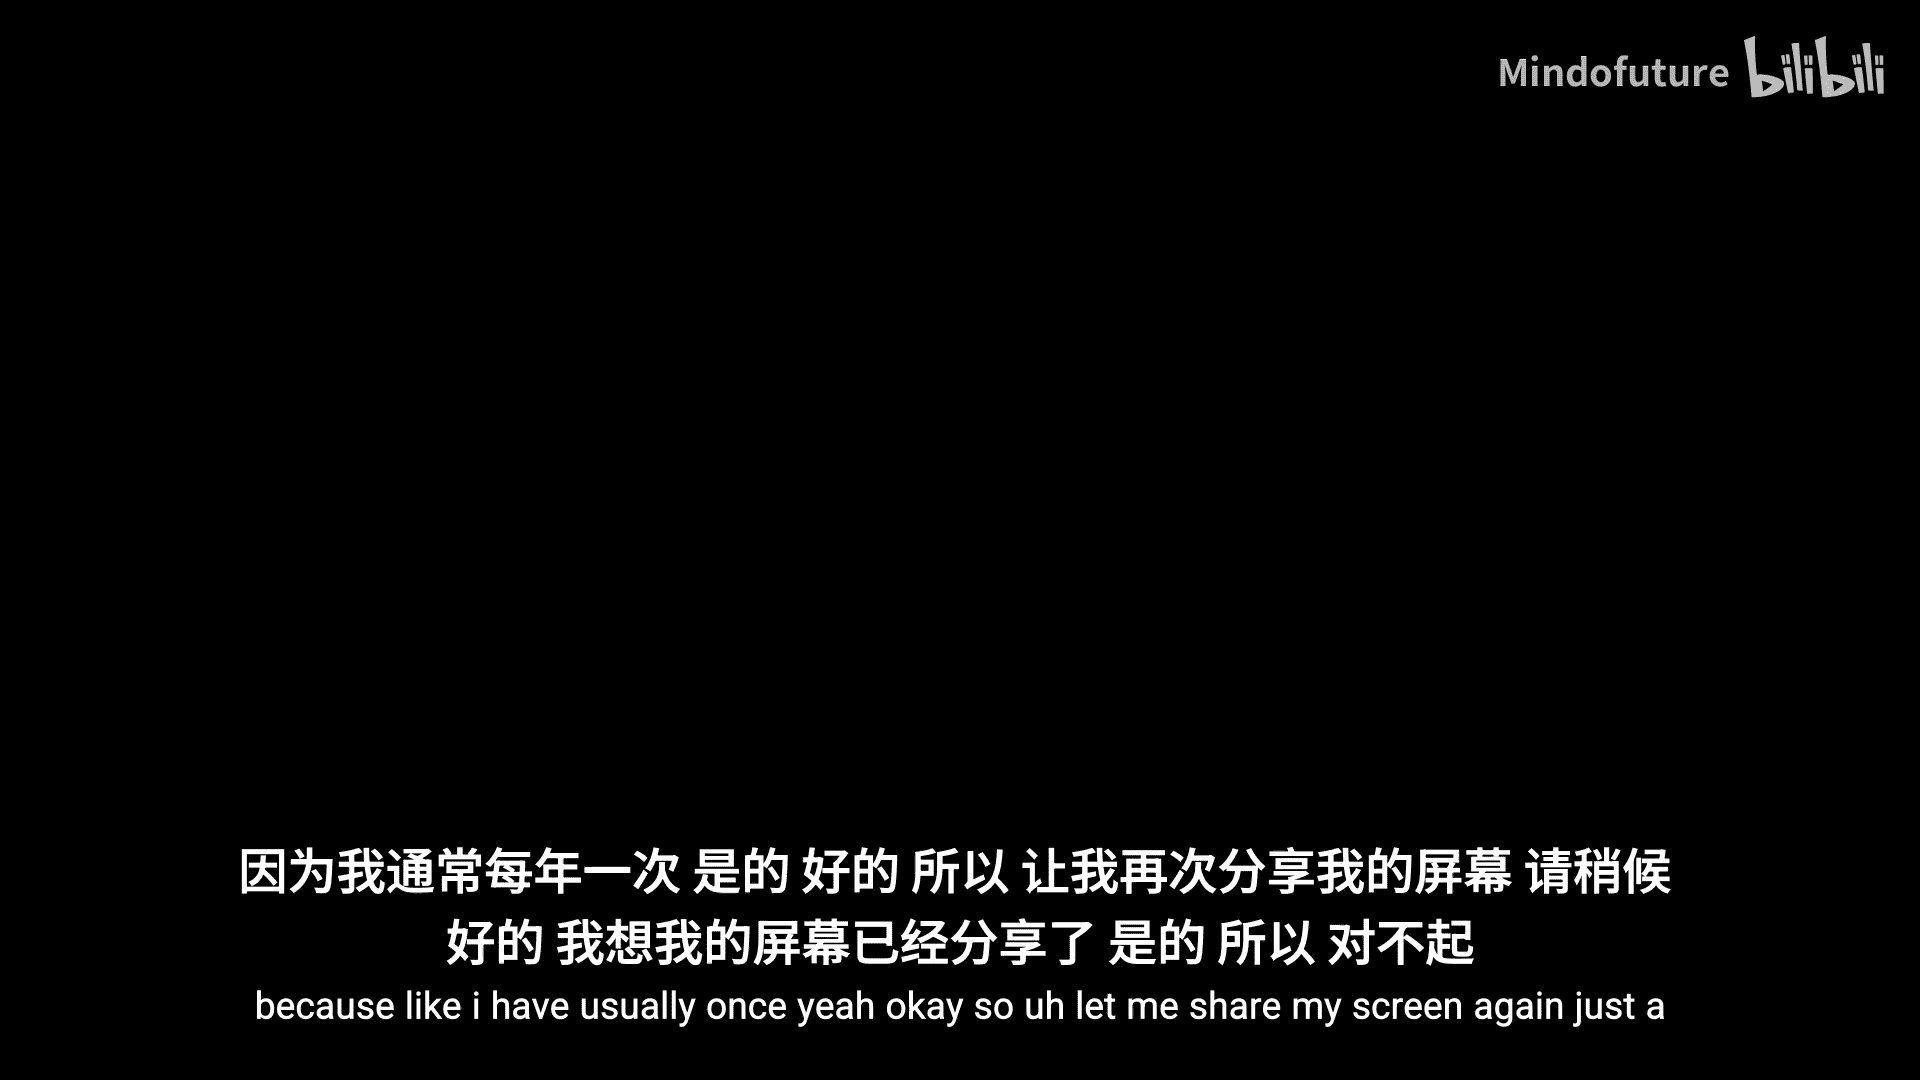 Mindofuture bilibili
因为我通常每年一次 是的 好的 所以 让我再次分享我的屏幕 请稍候
好的 我想我的屏幕已经分享了 是的 所以 对不起
because like i have usually once yeah okay so uh let me share my screen again just a